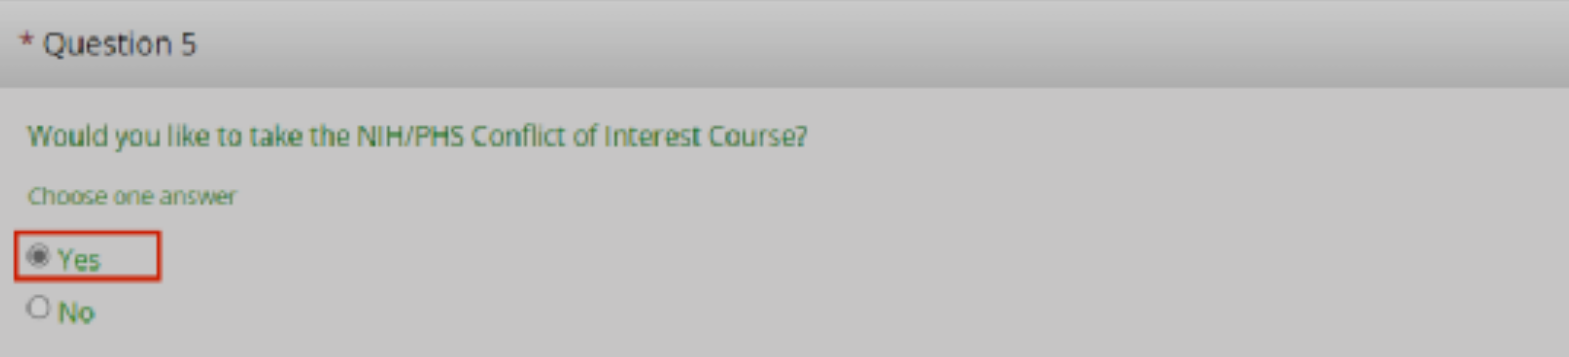 * Question 5
Would you like to take the NIH/PHS Conflict of Interest Course?
Choose one answer
Yes
No